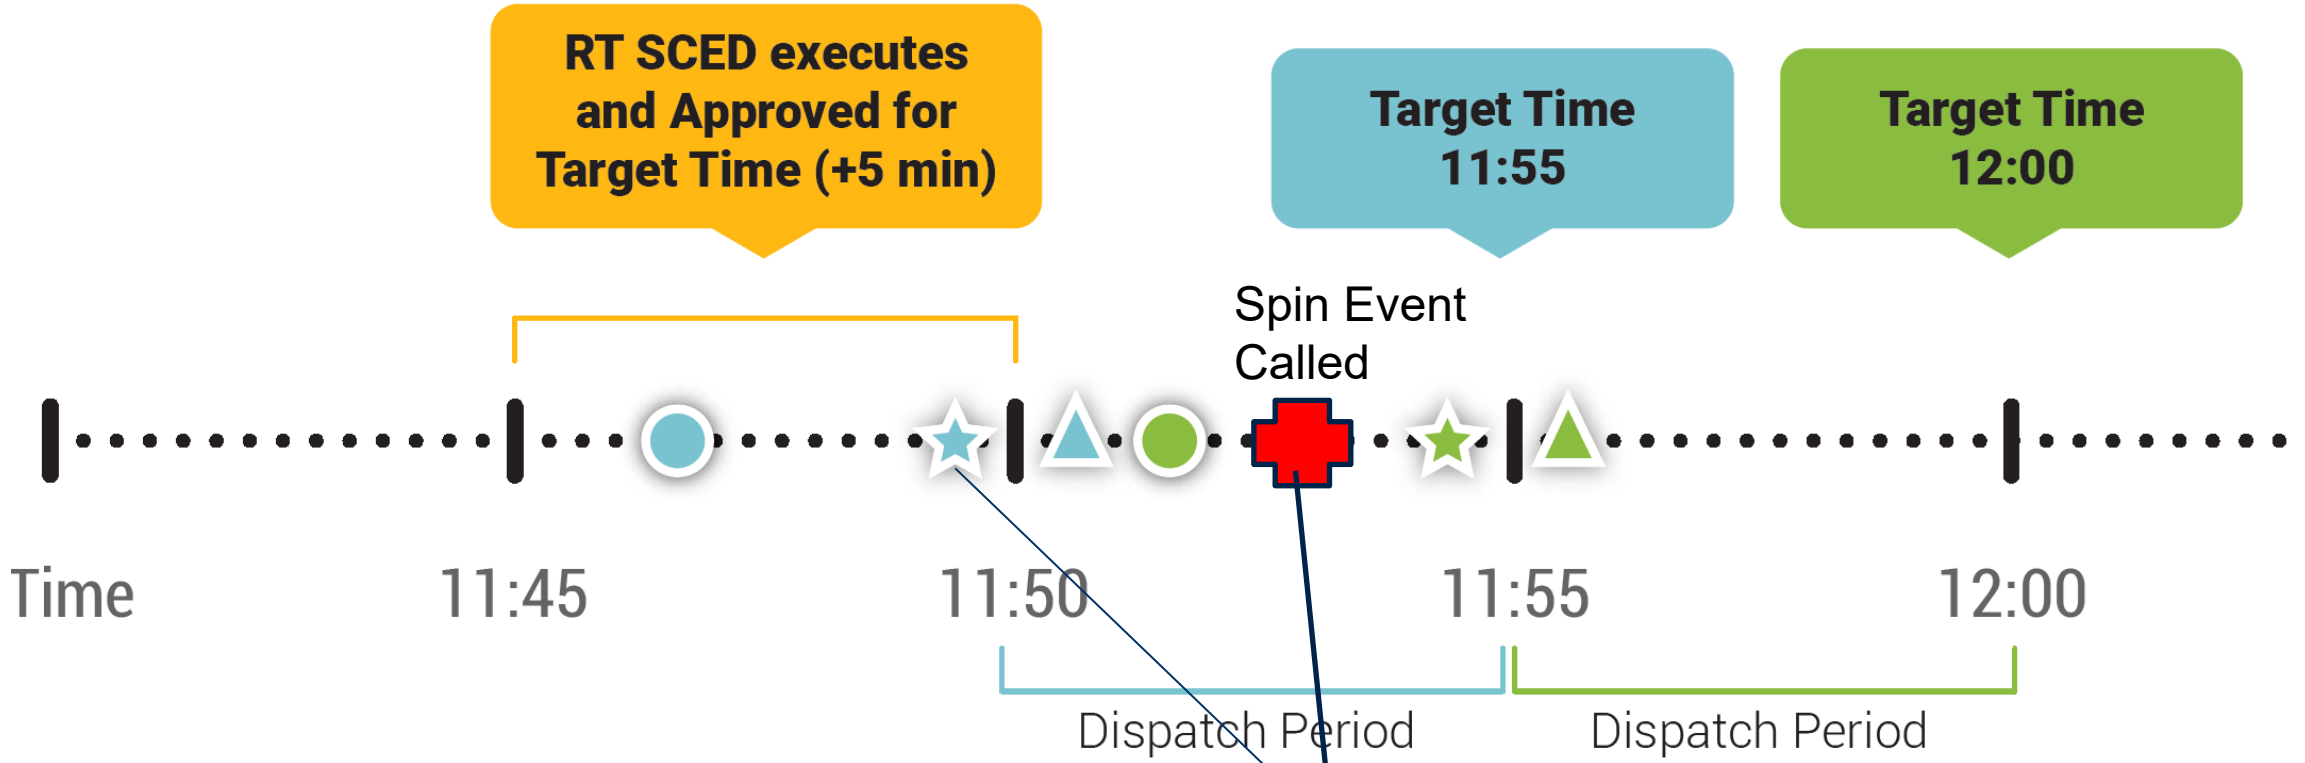 RT SCED executes
and Approved for
Target Time (+5 min)
Target Time
11:55
Target Time
12:00
Spin Event
Called
Time
11:45
11:50
11:55
12:00
Dispatch Period
Dispatch Period